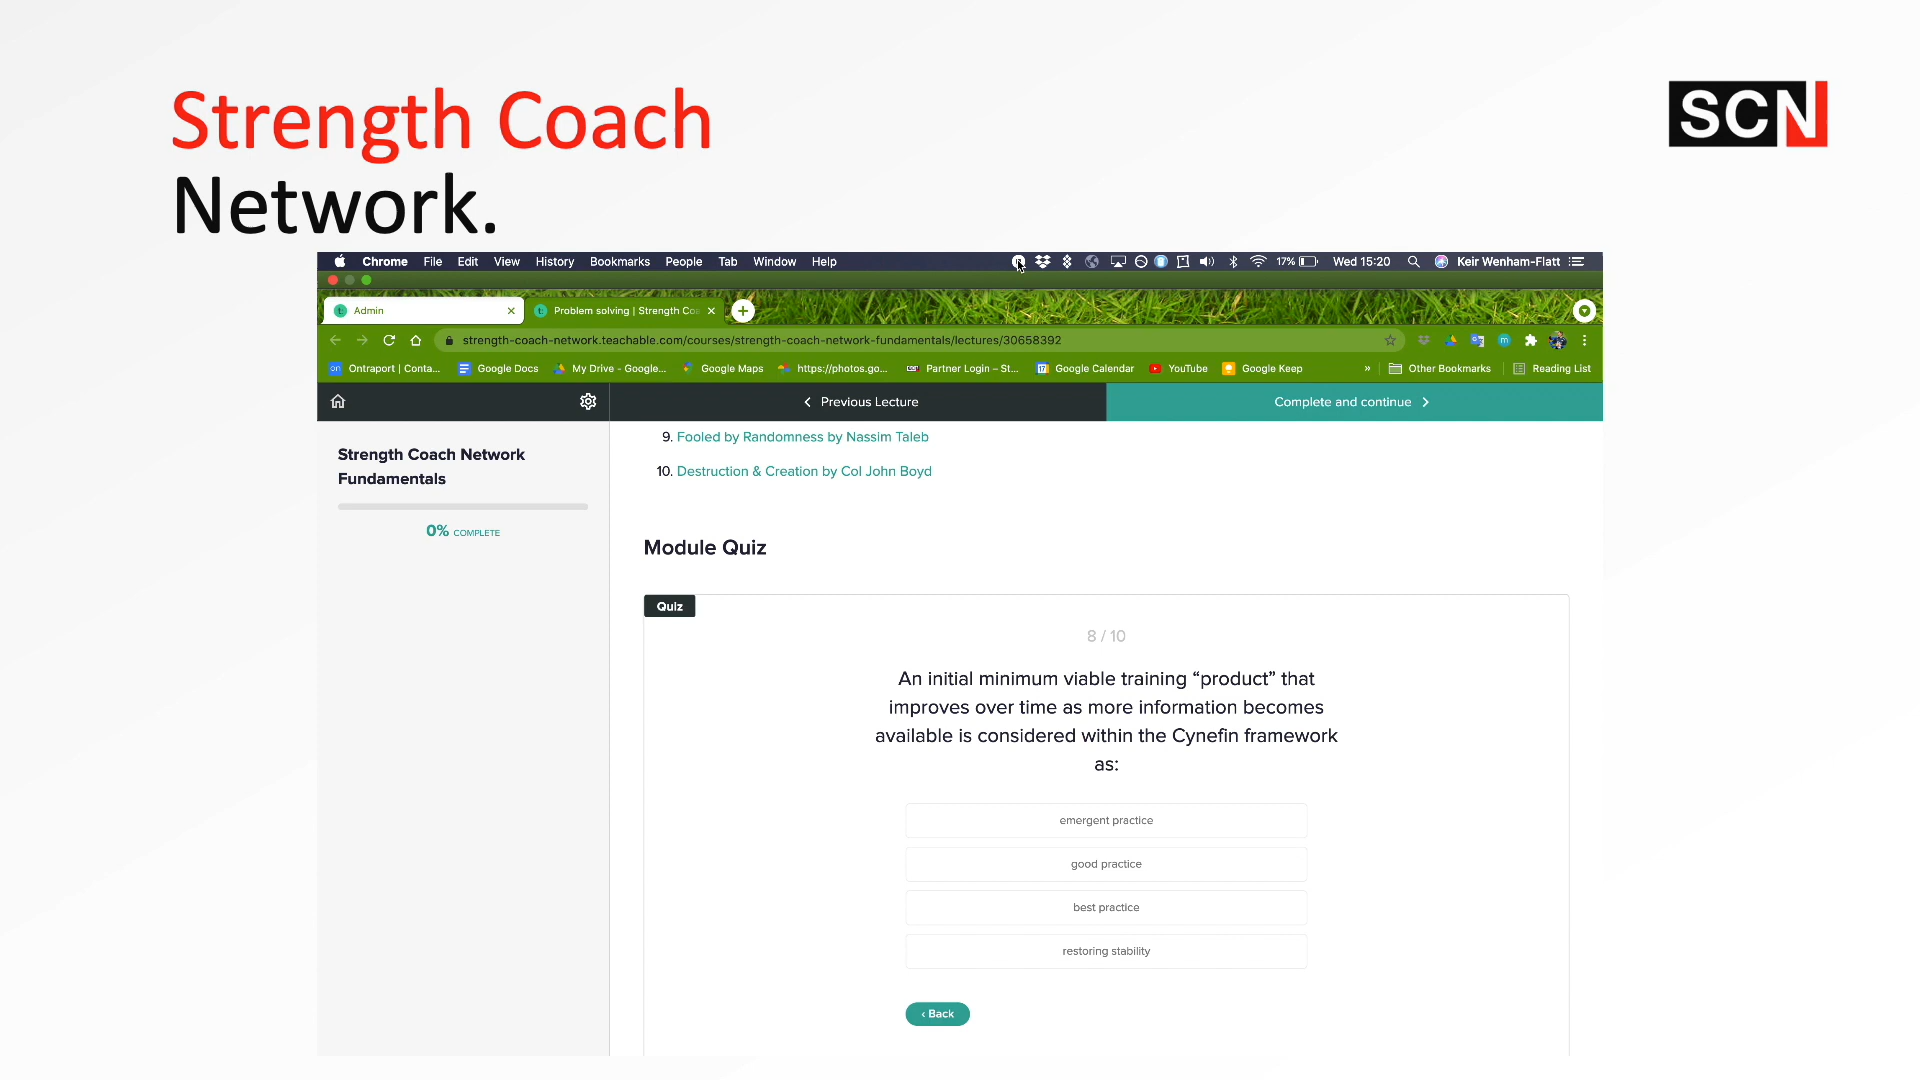 Strength Coach
Network.
SCN
Chrome File Edit View History Bookmarks People Tab Window Help 17% Wed 15:20 Keir Wenham-Flatt
Admin Problem solving | Strength Co
strength-coach-network.teachable.com/courses/strength-coach-network-fundamentals/lectures/30658392
Ontraport | Conta... Google Docs My Drive - Google... Google Maps https://photos.go... Partner Login – St... Google Calendar YouTube Google Keep » Other Bookmarks Reading List
Previous Lecture Complete and continue
Strength Coach Network
Fundamentals
0% COMPLETE
9. Fooled by Randomness by Nassim Taleb
10. Destruction & Creation by Col John Boyd
Module Quiz
Quiz
8 / 10
An initial minimum viable training “product” that
improves over time as more information becomes
available is considered within the Cynefin framework
as:
emergent practice
good practice
best practice
restoring stability
‹ Back